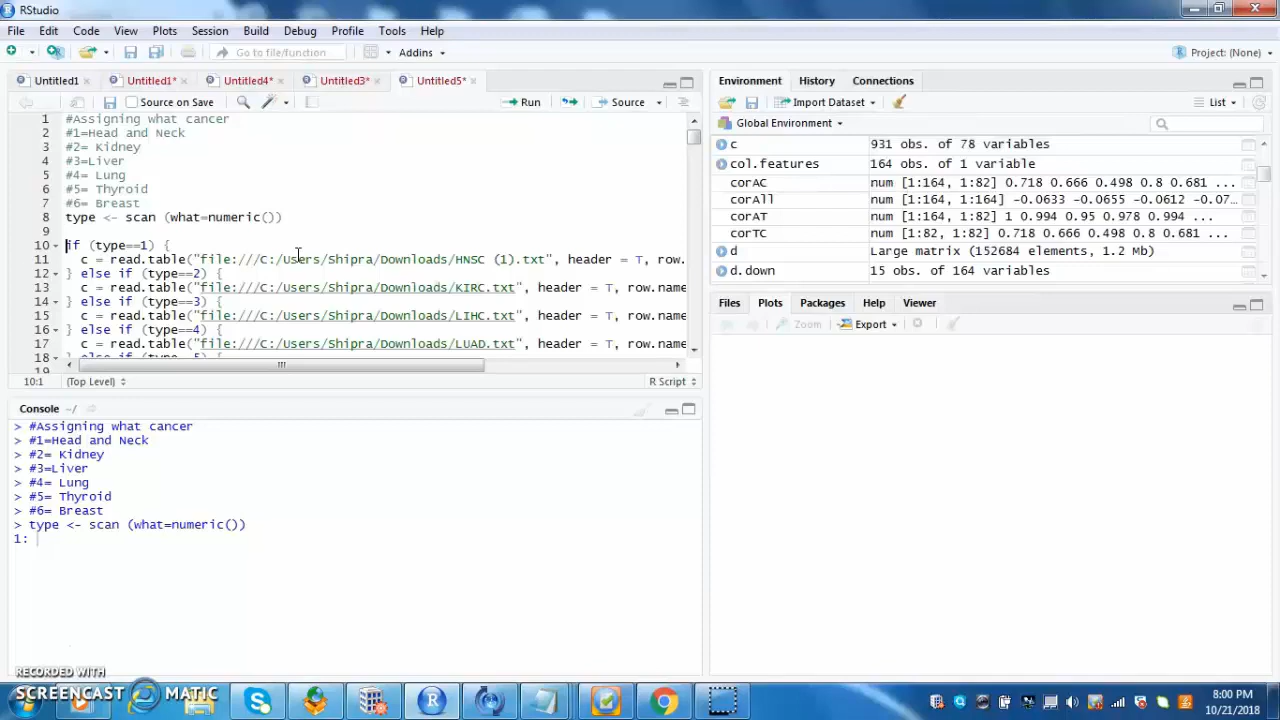 RStudio
File Edit Code View Plots Session Build Debug Profile Tools Help
Go to file/function Addins Project: (None)
Untitled1 Untitled1* Untitled4* Untitled3* Untitled5*
Source on Save Run Source
1 #Assigning what cancer
2 #1=Head and Neck
3 #2= Kidney
4 #3=Liver
5 #4= Lung
6 #5= Thyroid
7 #6= Breast
8 type <- scan (what=numeric())
9
10 if (type==1) {
11 c = read.table("file:///C:/Users/Shipra/Downloads/HNSC (1).txt", header = T, row.
12 } else if (type==2) {
13 c = read.table("file:///C:/Users/Shipra/Downloads/KIRC.txt", header = T, row.name
14 } else if (type==3) {
15 c = read.table("file:///C:/Users/Shipra/Downloads/LIHC.txt", header = T, row.name
16 } else if (type==4) {
17 c = read.table("file:///C:/Users/Shipra/Downloads/LUAD.txt", header = T, row.name
18 } else if (type 5) {
19
10:1 (Top Level) R Script
Console ~/
> #Assigning what cancer
> #1=Head and Neck
> #2= Kidney
> #3=Liver
> #4= Lung
> #5= Thyroid
> #6= Breast
> type <- scan (what=numeric())
1:
Environment History Connections
Import Dataset List
Global Environment
c 931 obs. of 78 variables
col.features 164 obs. of 1 variable
corAC num [1:164, 1:82] 0.718 0.666 0.498 0.8 0.681 ...
corAll num [1:164, 1:164] -0.0633 -0.0655 -0.0612 -0.07...
corAT num [1:164, 1:82] 1 0.994 0.95 0.978 0.994 ...
corTC num [1:82, 1:82] 0.718 0.666 0.498 0.8 0.681 ...
d Large matrix (152684 elements, 1.2 Mb)
d.down 15 obs. of 164 variables
Files Plots Packages Help Viewer
Zoom Export
RECORDED WITH
SCREENCAST MATIC
8:00 PM
10/21/2018